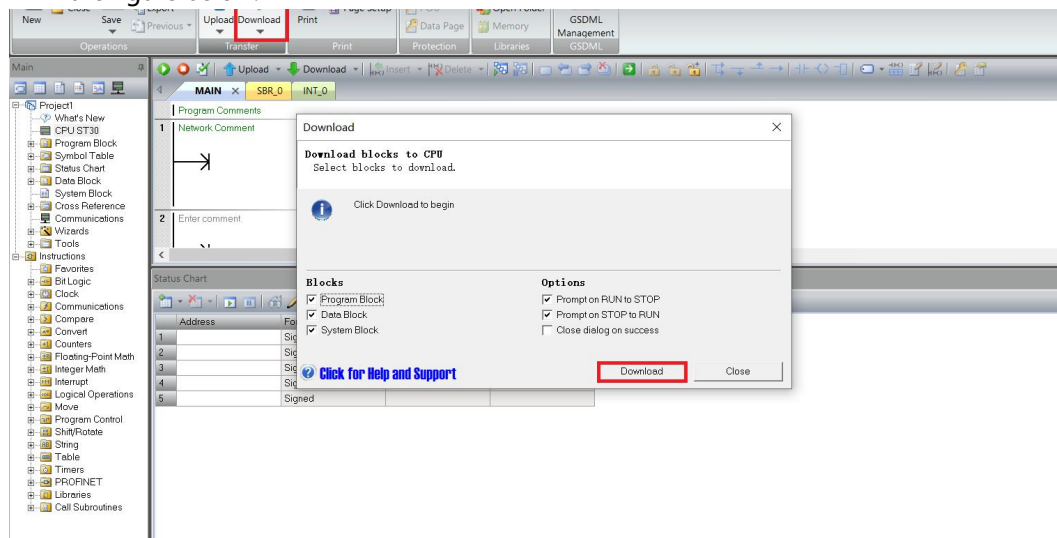 New
Save
Previous
Upload
Download
Print
Data Page
Memory
GSDML
Management
Operations
Transfer
Print
Protection
Libraries
GSDML
Main
Upload
Download
Insert
Delete
MAIN
SBR_0
INT_0
Project1
What's New
CPU ST30
Program Block
Symbol Table
Status Chart
Data Block
System Block
Cross Reference
Communications
Wizards
Tools
Instructions
Favorites
Bit Logic
Clock
Communications
Compare
Convert
Counters
Floating-Point Math
Integer Math
Interrupt
Logical Operations
Move
Program Control
Shift/Rotate
String
Table
Timers
PROFINET
Libraries
Call Subroutines
Program Comments
1 Network Comment
2 Enter comment
Status Chart
Address
1
2
3
4
5 Signed
Download
Download blocks to CPU
Select blocks to download.
Click Download to begin
Blocks
Program Block
Data Block
System Block
Options
Prompt on RUN to STOP
Prompt on STOP to RUN
Close dialog on success
Click for Help and Support
Download
Close